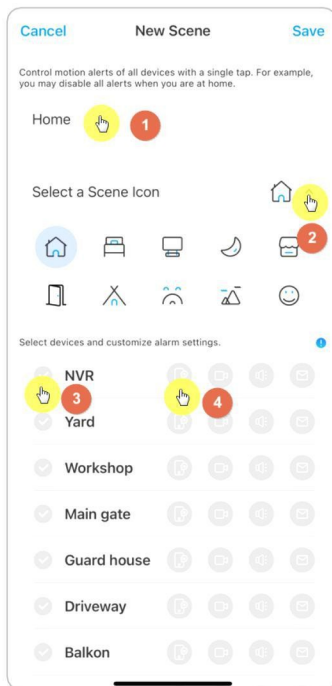 Cancel New Scene Save
Control motion alerts of all devices with a single tap. For example,
you may disable all alerts when you are at home.
Home
1
Select a Scene Icon
2
Select devices and customize alarm settings.
NVR
3
4
Yard
Workshop
Main gate
Guard house
Driveway
Balkon